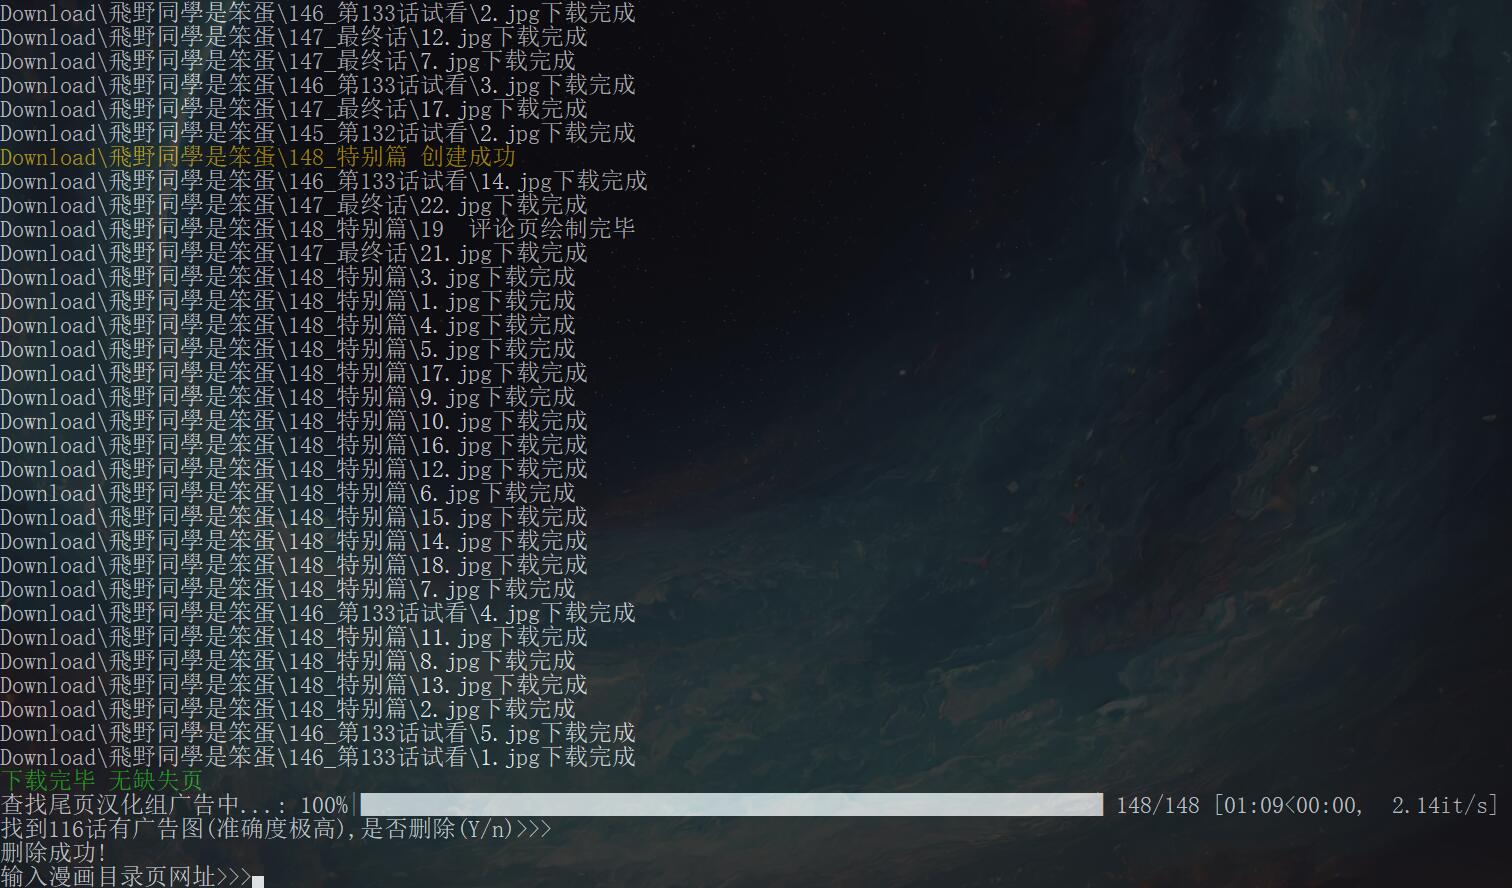 Download\飛野同學是笨蛋\146_第133话试看\2.jpg下载完成
Download\飛野同學是笨蛋\147_最终话\12.jpg下载完成
Download\飛野同學是笨蛋\147_最终话\7.jpg下载完成
Download\飛野同學是笨蛋\146_第133话试看\3.jpg下载完成
Download\飛野同學是笨蛋\147_最终话\17.jpg下载完成
Download\飛野同學是笨蛋\145_第132话试看\2.jpg下载完成
Download\飛野同學是笨蛋\148_特别篇 创建成功
Download\飛野同學是笨蛋\146_第133话试看\14.jpg下载完成
Download\飛野同學是笨蛋\147_最终话\22.jpg下载完成
Download\飛野同學是笨蛋\148_特别篇\19  评论页绘制完毕
Download\飛野同學是笨蛋\147_最终话\21.jpg下载完成
Download\飛野同學是笨蛋\148_特别篇\3.jpg下载完成
Download\飛野同學是笨蛋\148_特别篇\1.jpg下载完成
Download\飛野同學是笨蛋\148_特别篇\4.jpg下载完成
Download\飛野同學是笨蛋\148_特别篇\5.jpg下载完成
Download\飛野同學是笨蛋\148_特别篇\17.jpg下载完成
Download\飛野同學是笨蛋\148_特别篇\9.jpg下载完成
Download\飛野同學是笨蛋\148_特别篇\10.jpg下载完成
Download\飛野同學是笨蛋\148_特别篇\16.jpg下载完成
Download\飛野同學是笨蛋\148_特别篇\12.jpg下载完成
Download\飛野同學是笨蛋\148_特别篇\6.jpg下载完成
Download\飛野同學是笨蛋\148_特别篇\15.jpg下载完成
Download\飛野同學是笨蛋\148_特别篇\14.jpg下载完成
Download\飛野同學是笨蛋\148_特别篇\18.jpg下载完成
Download\飛野同學是笨蛋\148_特别篇\7.jpg下载完成
Download\飛野同學是笨蛋\146_第133话试看\4.jpg下载完成
Download\飛野同學是笨蛋\148_特别篇\11.jpg下载完成
Download\飛野同學是笨蛋\148_特别篇\8.jpg下载完成
Download\飛野同學是笨蛋\148_特别篇\13.jpg下载完成
Download\飛野同學是笨蛋\148_特别篇\2.jpg下载完成
Download\飛野同學是笨蛋\146_第133话试看\5.jpg下载完成
Download\飛野同學是笨蛋\146_第133话试看\1.jpg下载完成
下载完毕 无缺失页
查找尾页汉化组广告中...: 100%| | 148/148 [01:09<00:00,  2.14it/s]
找到116话有广告图(准确度极高),是否删除(Y/n)>>>
删除成功!
输入漫画目录页网址>>>